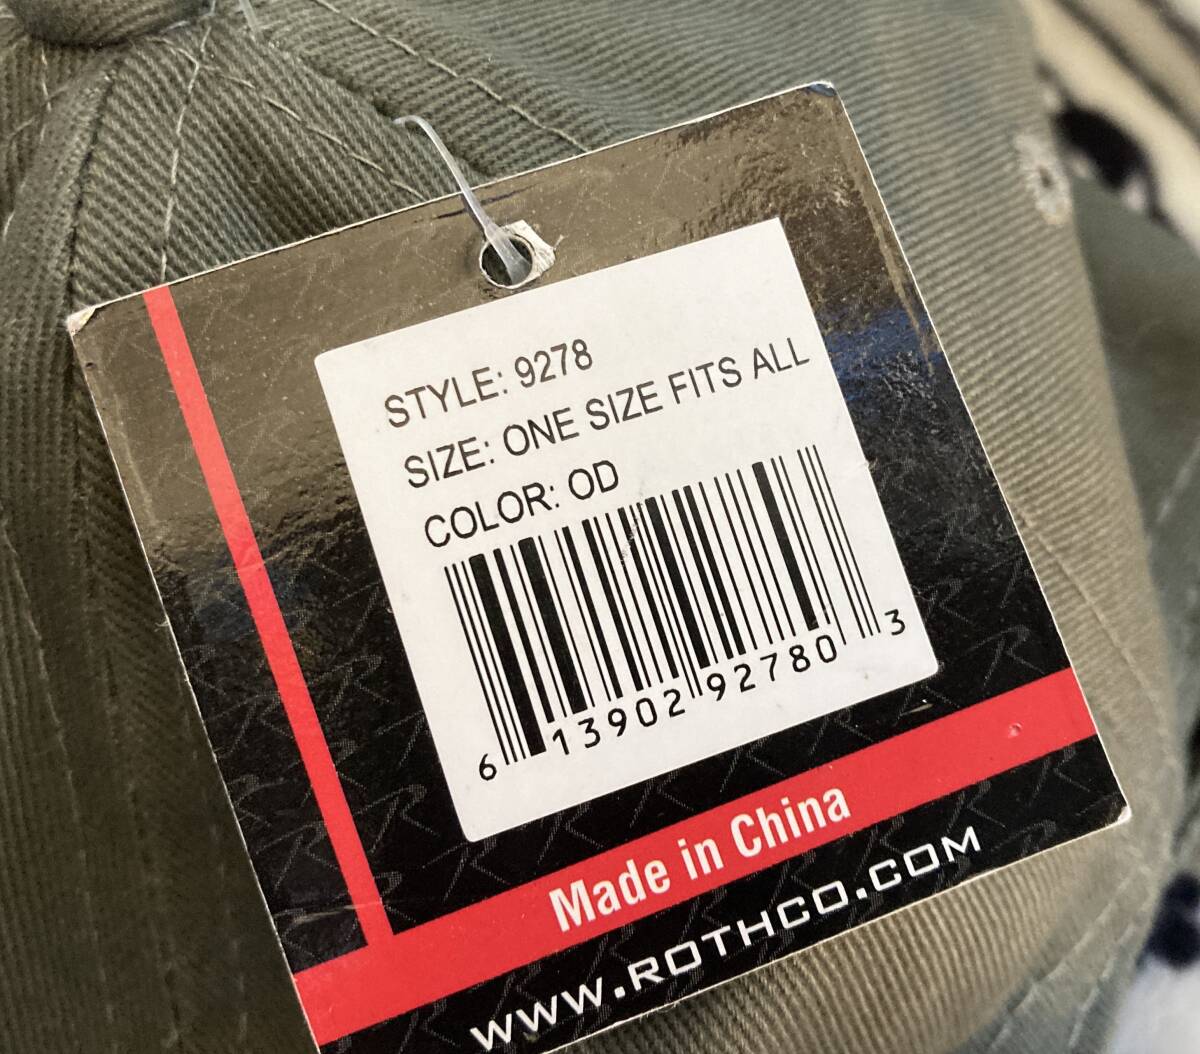 STYLE: 9278
SIZE: ONE SIZE FITS ALL
COLOR: OD
6 13902 92780 3
Made in China
WWW.ROTHCO.COM